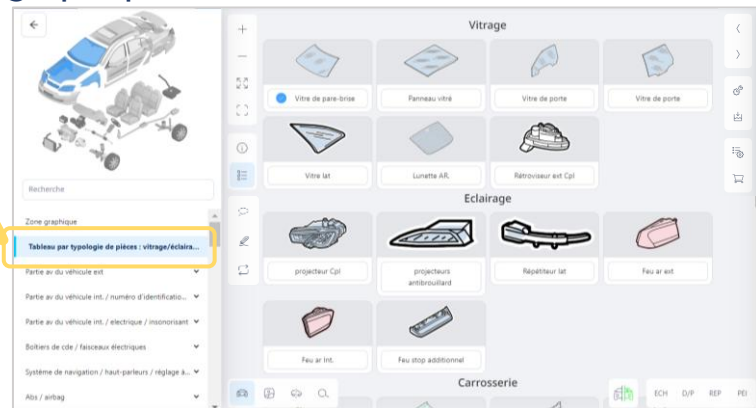 Recherche
Zone graphique
Tableau par typologie de pièces : vitrage/éclaira...
Partie av du véhicule ext
Partie av du véhicule int. / numéro d'identificatio...
Partie av du véhicule int. / electrique / insonorisant
Boîtiers de cde / faisceaux électriques
Système de navigation / haut-parleurs / réglage à...
Abs / airbag
Vitrage
Vitre de pare-brise
Panneau vitré
Vitre de porte
Vitre de porte
Vitre lat
Lunette AR.
Rétroviseur ext Cpl
Eclairage
projecteur Cpl
projecteurs
antibrouillard
Répétiteur lat
Feu ar ext
Feu ar Int.
Feu stop additionnel
Carrosserie
ECH D/P REP PEI